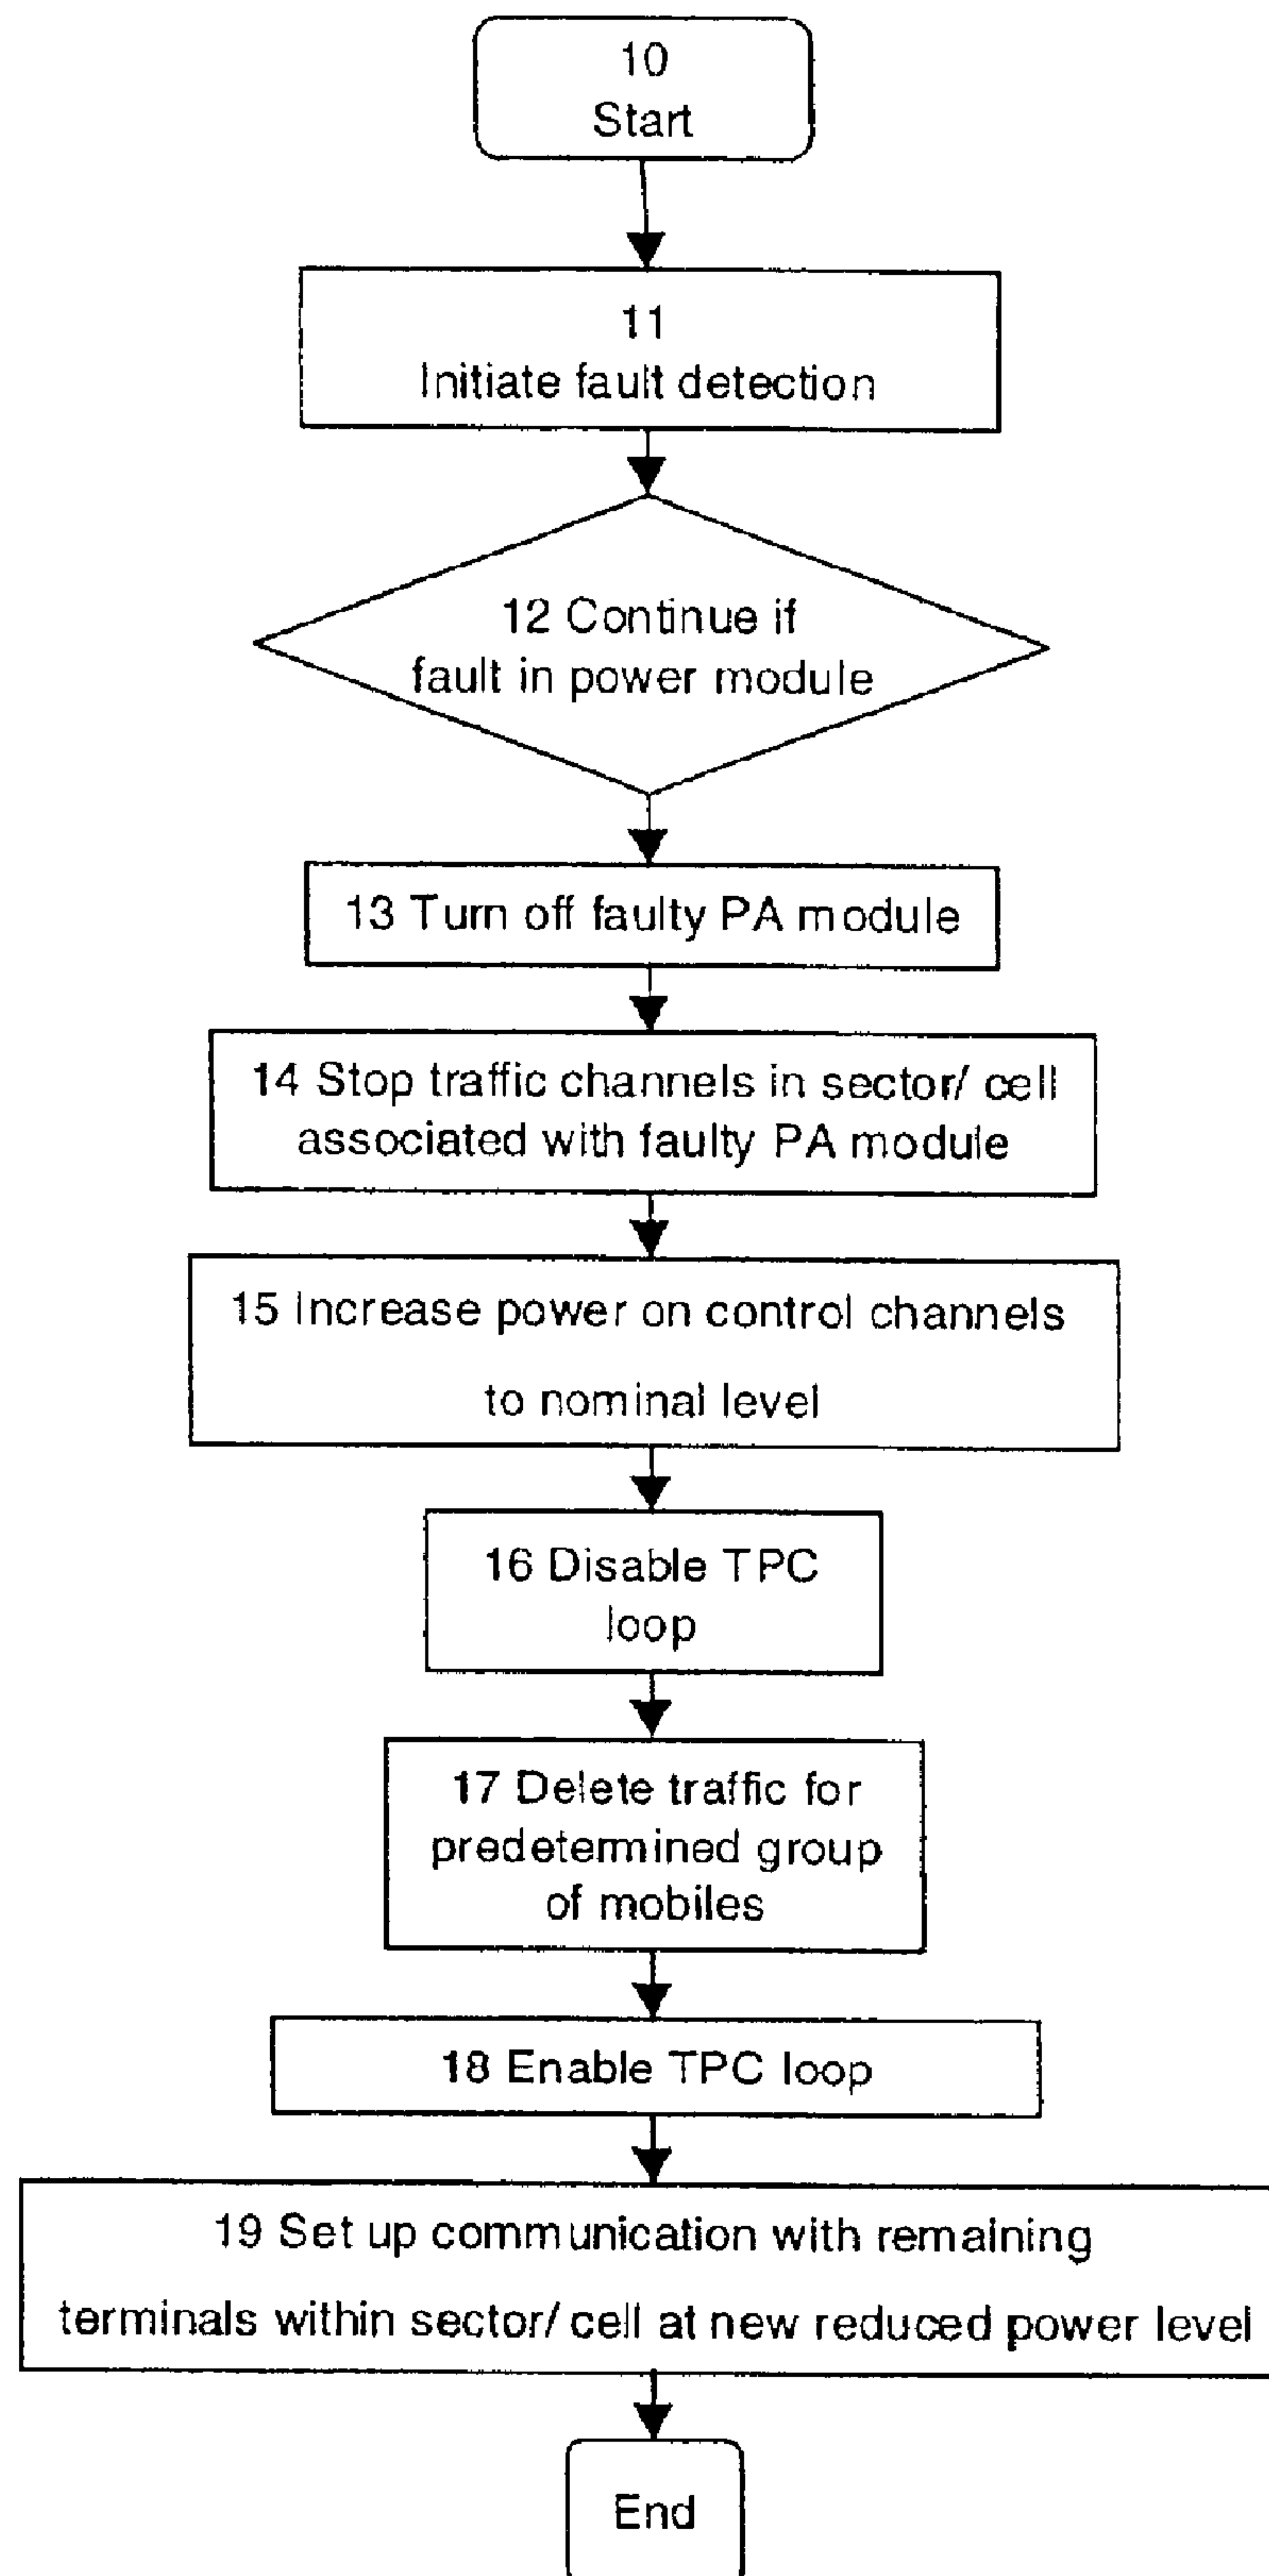 10
Start
11
Initiate fault detection
12 Continue if
fault in power module
13 Turn off faulty PA module
14 Stop traffic channels in sector/ cell
associated with faulty PA module
15 Increase power on control channels
to nominal level
16 Disable TPC
loop
17 Delete traffic for
predetermined group
of mobiles
18 Enable TPC loop
19 Set up communication with remaining
terminals within sector/ cell at new reduced power level
End